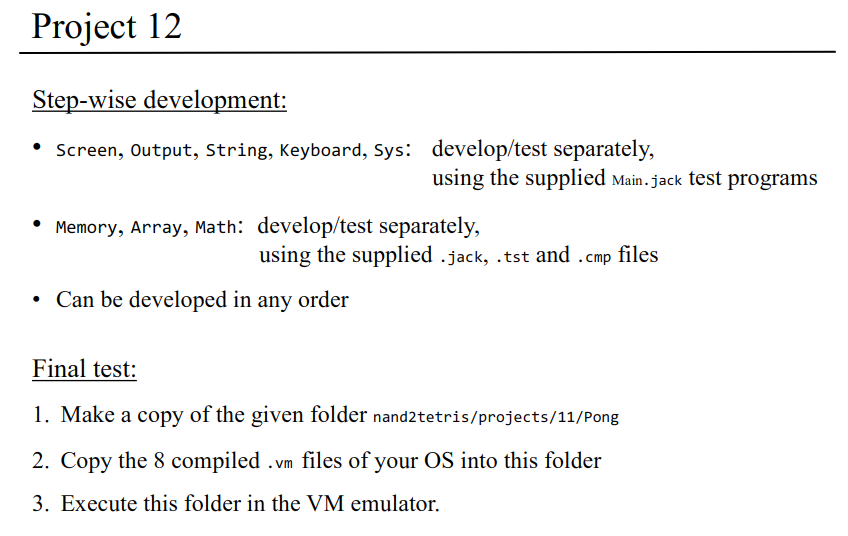 Project 12
Step-wise development:
• Screen, Output, String, Keyboard, Sys: develop/test separately,
using the supplied Main.jack test programs
• Memory, Array, Math: develop/test separately,
using the supplied .jack, .tst and .cmp files
• Can be developed in any order
Final test:
1. Make a copy of the given folder nand2tetris/projects/11/Pong
2. Copy the 8 compiled .vm files of your OS into this folder
3. Execute this folder in the VM emulator.